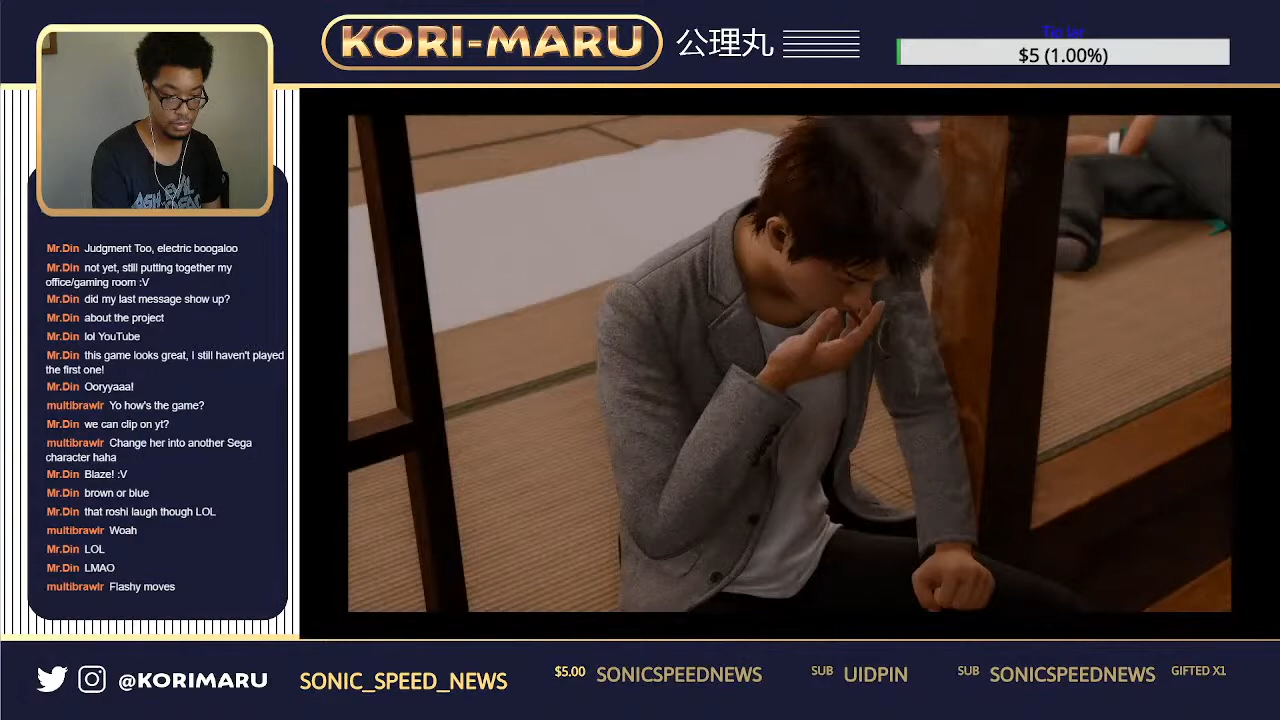 KORI-MARU 公理丸
Tip Jar
$5 (1.00%)
Mr.Din Judgment Too, electric boogaloo
Mr.Din not yet, still putting together my
office/gaming room :V
Mr.Din did my last message show up?
Mr.Din about the project
Mr.Din lol YouTube
Mr.Din this game looks great, I still haven't played
the first one!
Mr.Din Ooryyaaa!
multibrawlr Yo how's the game?
Mr.Din we can clip on yt?
multibrawlr Change her into another Sega
character haha
Mr.Din Blaze! :V
Mr.Din brown or blue
Mr.Din that roshi laugh though LOL
multibrawlr Woah
Mr.Din LOL
Mr.Din LMAO
multibrawlr Flashy moves
@KORIMARU
SONIC_SPEED_NEWS
$5.00 SONICSPEEDNEWS
SUB UIDPIN
SUB SONICSPEEDNEWS GIFTED X1